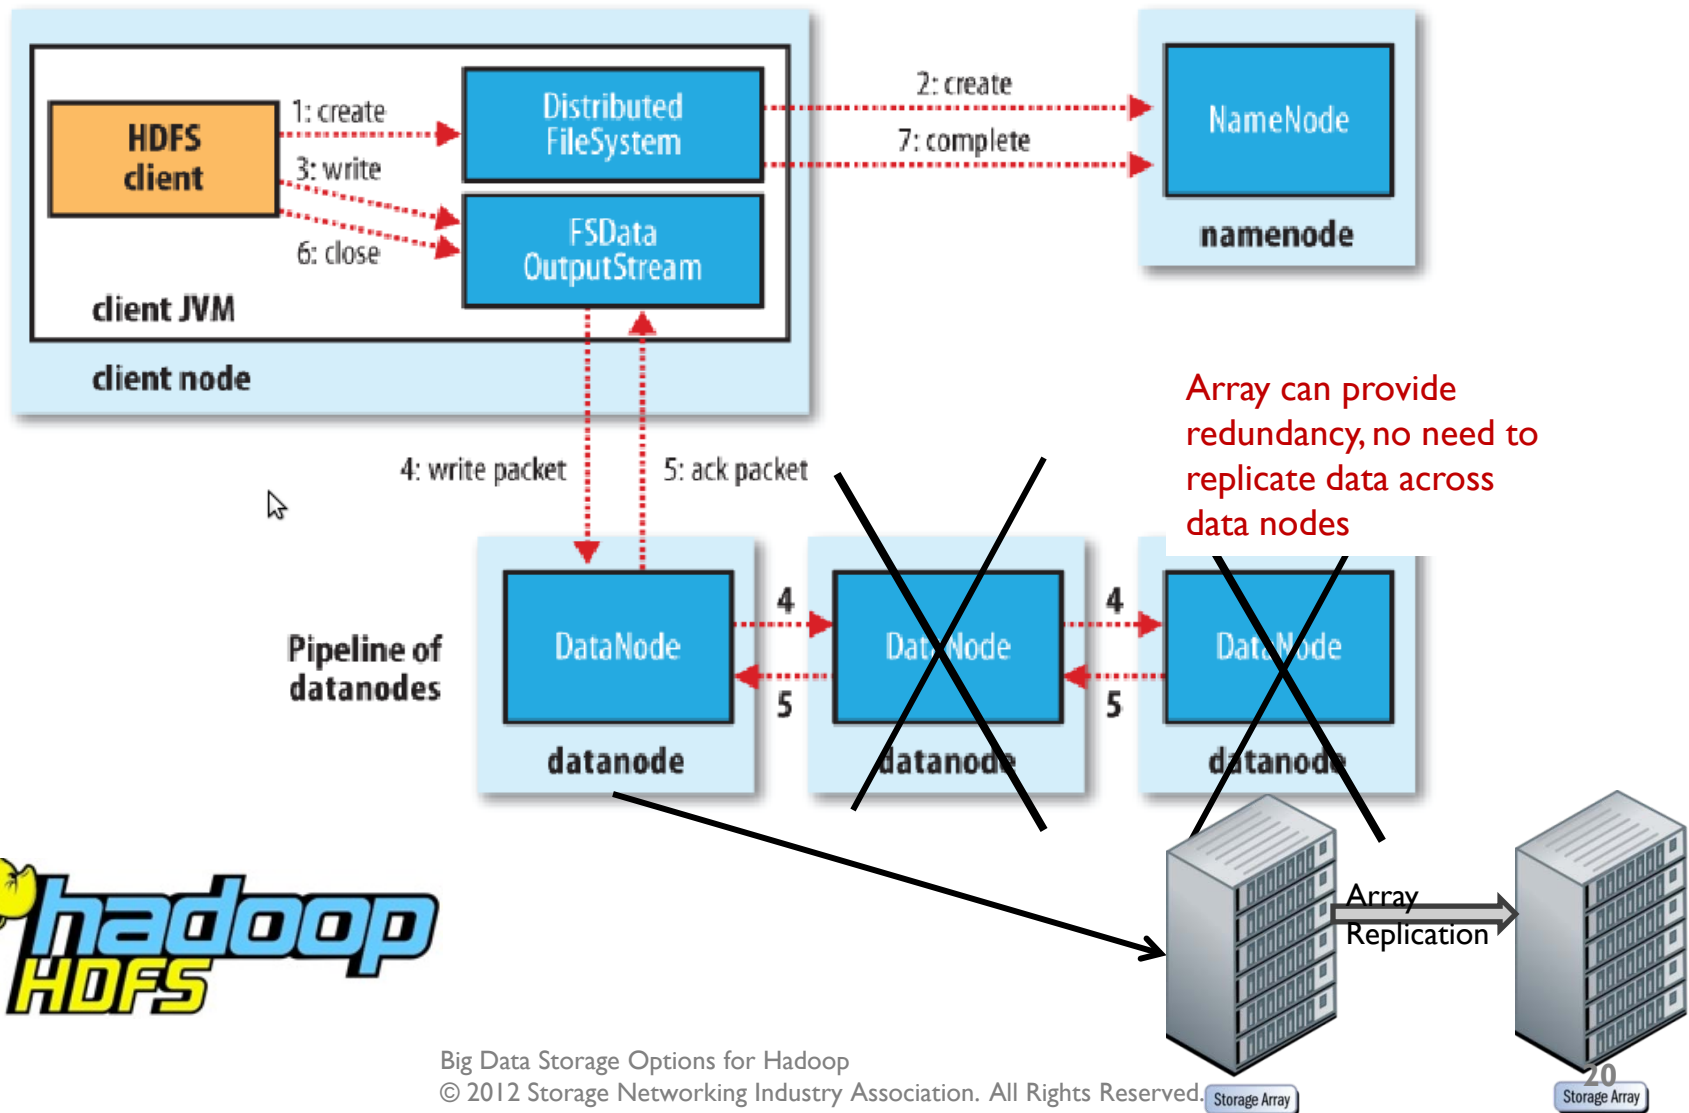 1: create
HDFS
client
3: write
6: close
client JVM
client node
Distributed
FileSystem
FSData
OutputStream
2: create
7: complete
NameNode
namenode
Array can provide
redundancy, no need to
replicate data across
data nodes
4: write packet
5: ack packet
Pipeline of
datanodes
DataNode
datanode
4
5
DataNode
datanode
4
5
DataNode
datanode
hadoop
HDFS
Array
Replication
Storage Array
Storage Array
Big Data Storage Options for Hadoop
© 2012 Storage Networking Industry Association. All Rights Reserved.
20